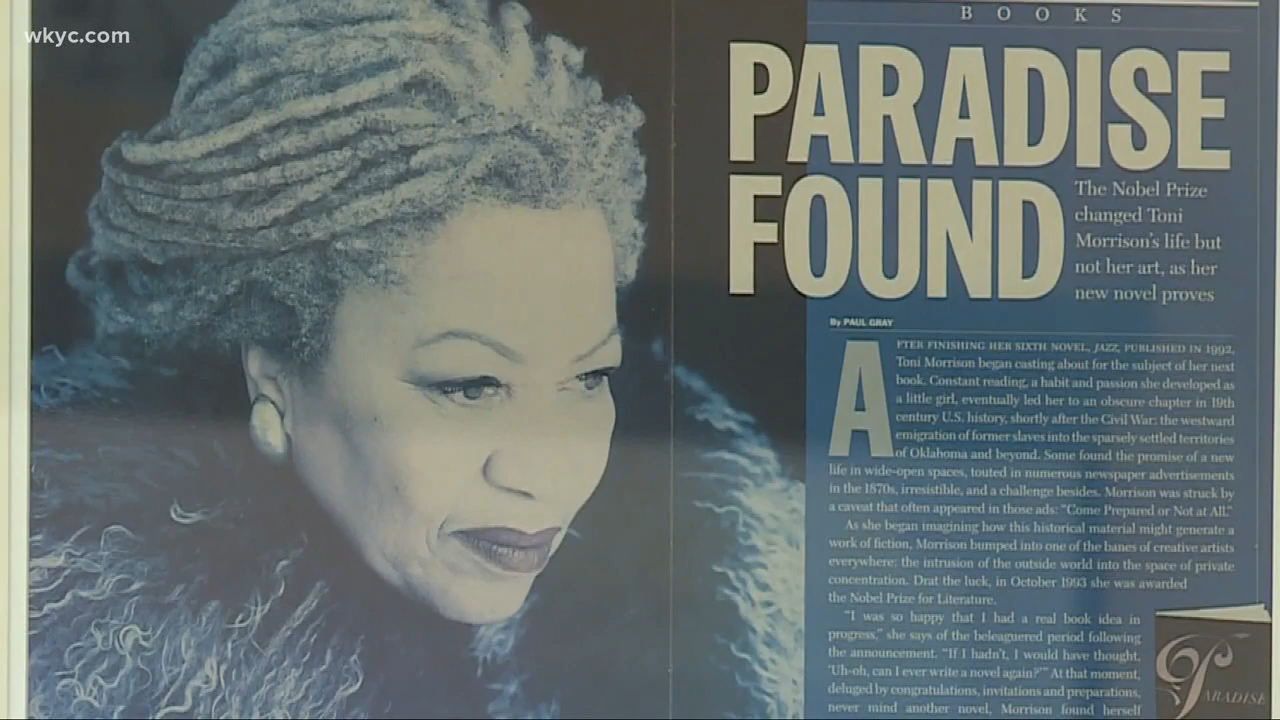 wkyc.com
BOOKS
PARADISE
FOUND
The Nobel Prize
changed Toni
Morrison's life but
not her art, as her
new novel proves
By PAUL GRAY
AFTER FINISHING HER SIXTH NOVEL, JAZZ, PUBLISHED IN 1992,
Toni Morrison began casting about for the subject of her next
book. Constant reading, a habit and passion she developed as
a little girl, eventually led her to an obscure chapter in 19th
century U.S. history, shortly after the Civil War: the westward
emigration of former slaves into the sparsely settled territories
of Oklahoma and beyond. Some found the promise of a new
life in wide-open spaces, touted in numerous newspaper advertisements
in the 1870s, irresistible, and a challenge besides. Morrison was struck by
a caveat that often appeared in those ads: "Come Prepared or Not at All."
As she began imagining how this historical material might generate a
work of fiction, Morrison bumped into one of the banes of creative artists
everywhere: the intrusion of the outside world into the space of private
concentration. Drat the luck, in October 1993 she was awarded
the Nobel Prize for Literature.
"I was so happy that I had a real book idea in
progress," she says of the beleaguered period following
the announcement. "If I hadn't, I would have thought,
'Uh-oh, can I ever write a novel again?'" At that moment,
deluged by congratulations, invitations and preparations,
never mind another novel, Morrison found herself
PARADISE